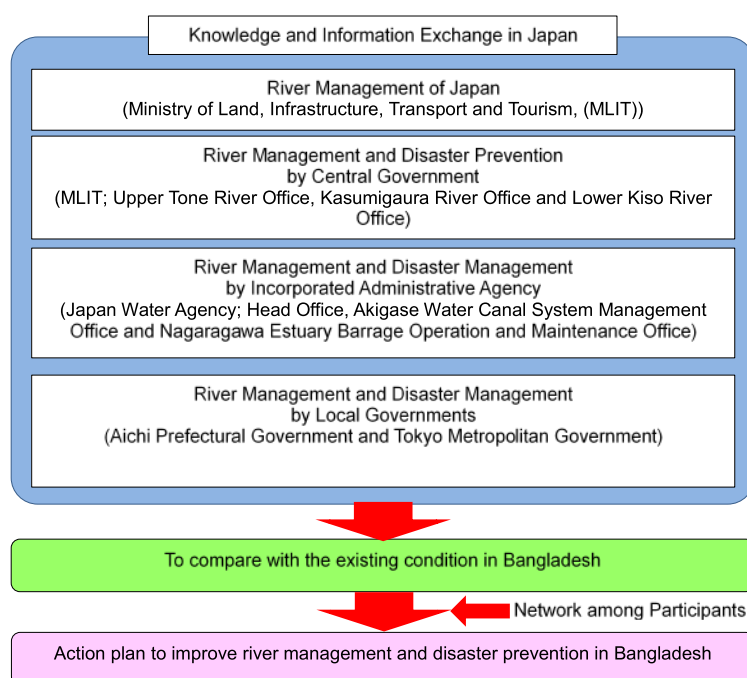 Knowledge and Information Exchange in Japan
River Management of Japan
(Ministry of Land, Infrastructure, Transport and Tourism, (MLIT))
River Management and Disaster Prevention
by Central Government
(MLIT; Upper Tone River Office, Kasumigaura River Office and Lower Kiso River
Office)
River Management and Disaster Management
by Incorporated Administrative Agency
(Japan Water Agency; Head Office, Akigase Water Canal System Management
Office and Nagaragawa Estuary Barrage Operation and Maintenance Office)
River Management and Disaster Management
by Local Governments
(Aichi Prefectural Government and Tokyo Metropolitan Government)
To compare with the existing condition in Bangladesh
Network among Participants
Action plan to improve river management and disaster prevention in Bangladesh